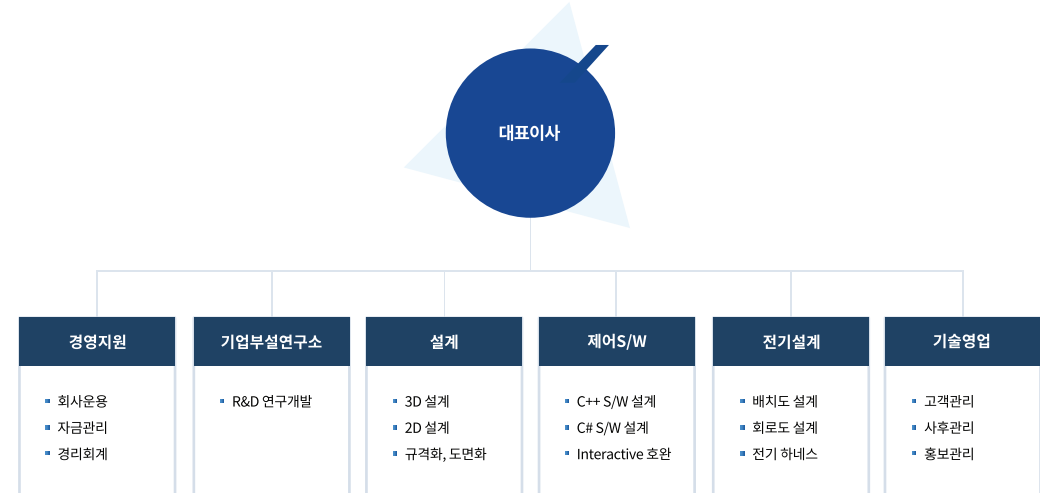 대표이사
경영지원
회사운용
자금관리
경리회계
기업부설연구소
R&D 연구개발
설계
3D 설계
2D 설계
규격화, 도면화
제어S/W
C++ S/W 설계
C# S/W 설계
Interactive 호완
전기설계
배치도 설계
회로도 설계
전기 하네스
기술영업
고객관리
사후관리
홍보관리